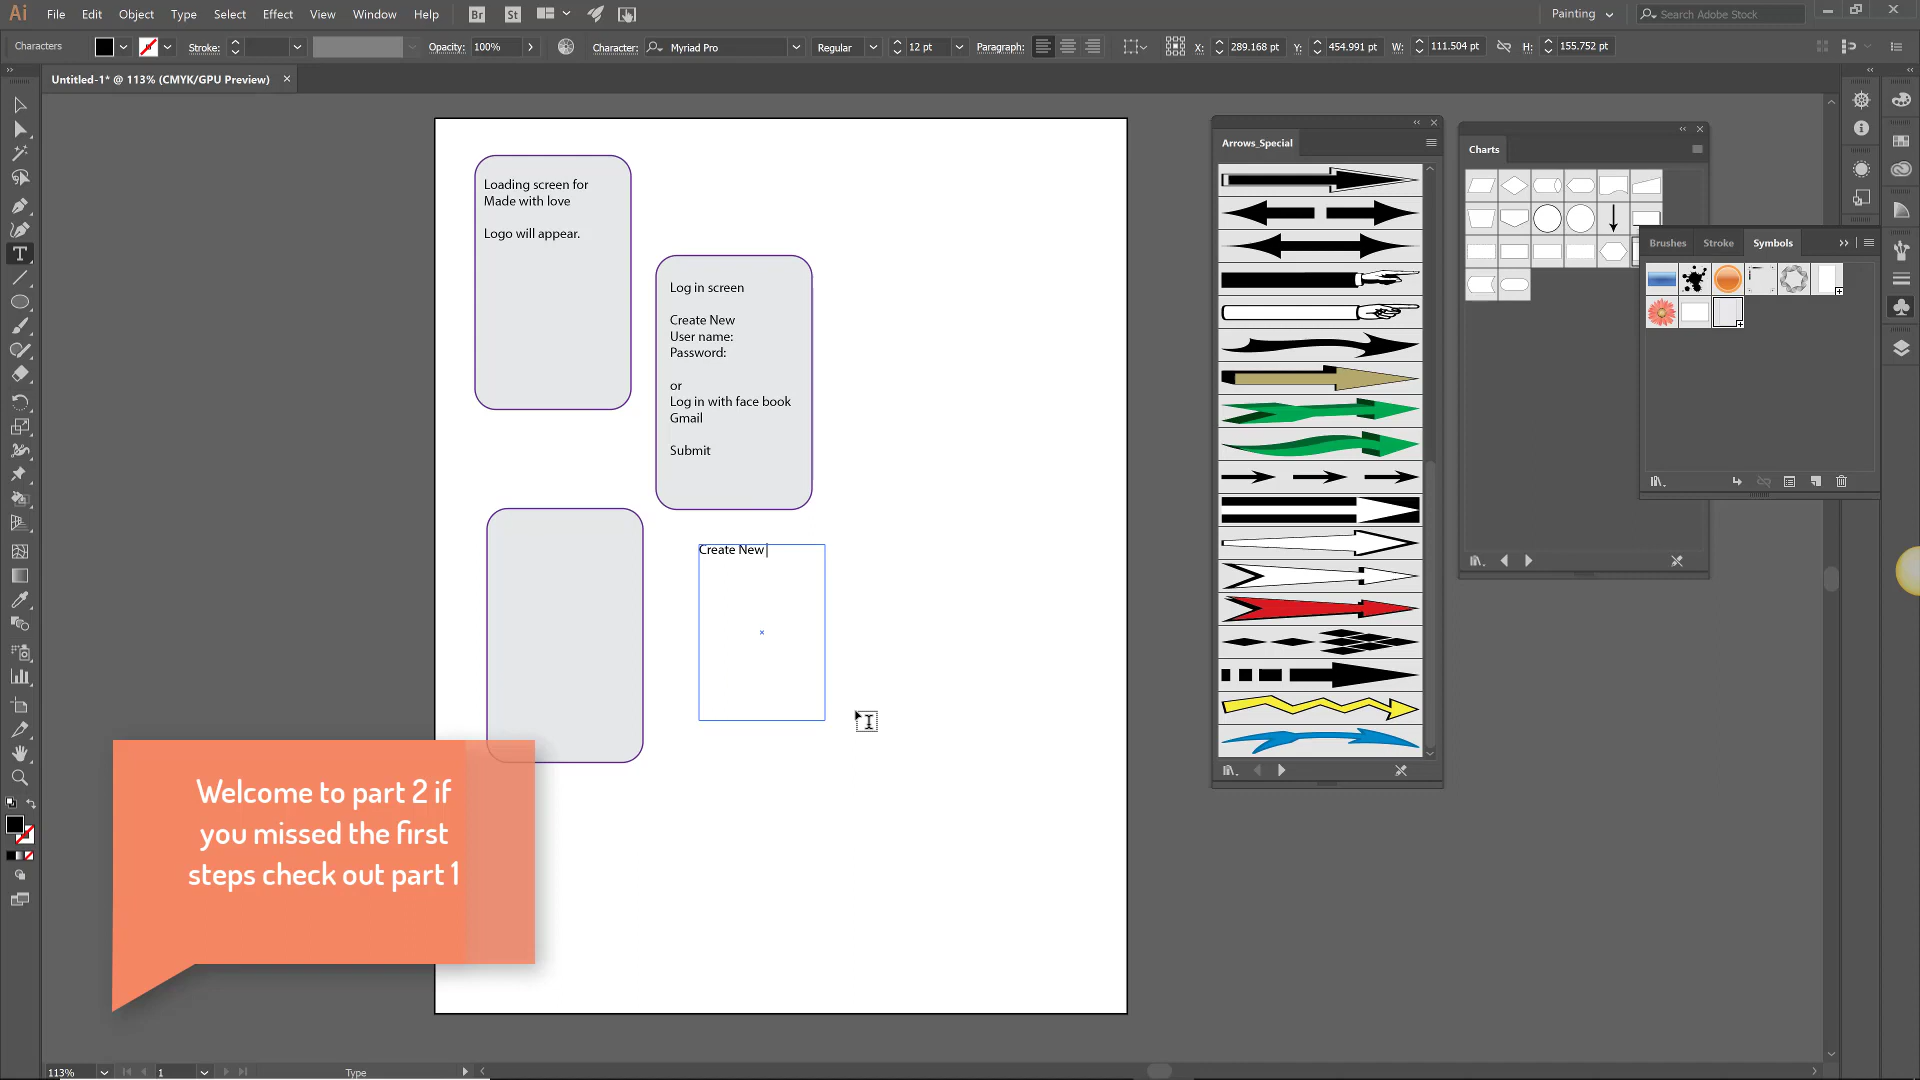 Ai File Edit Object Type Select Effect View Window Help Br St Painting Search Adobe Stock
Characters Stroke: Opacity: 100% Character: Myriad Pro Regular 12 pt Paragraph: X: 289.168 pt Y: 454.991 pt W: 111.504 pt H: 155.752 pt
Untitled-1* @ 113% (CMYK/GPU Preview)
Arrows_Special
Charts
Brushes Stroke Symbols
Loading screen for
Made with love
Logo will appear.
Log in screen
Create New
User name:
Password:
or
Log in with face book
Gmail
Submit
Create New
Welcome to part 2 if
you missed the first
steps check out part 1
113% 1 Type